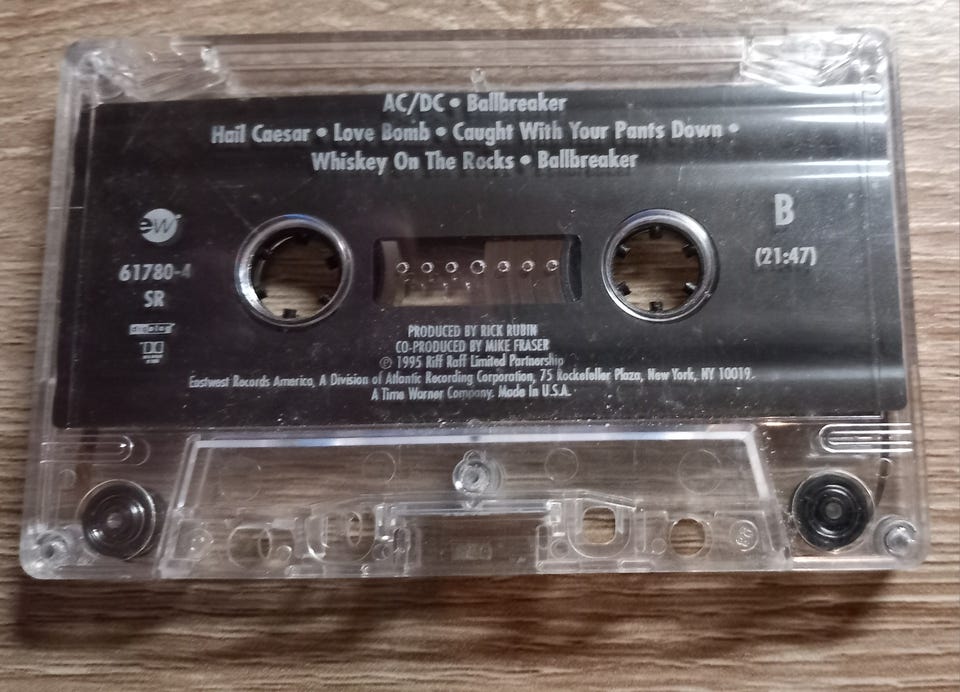 AC/DC • Ballbreaker
Hail Caesar • Love Bomb • Caught With Your Pants Down •
Whiskey On The Rocks • Ballbreaker
ew
B
61780-4
SR
(21:47)
PRODUCED BY RICK RUBIN
CO-PRODUCED BY MIKE FRASER
℗ 1995 Riff Raff Limited Partnership
Eastwest Records America, A Division of Atlantic Recording Corporation, 75 Rockefeller Plaza, New York, NY 10019.
A Time Warner Company. Made In U.S.A.